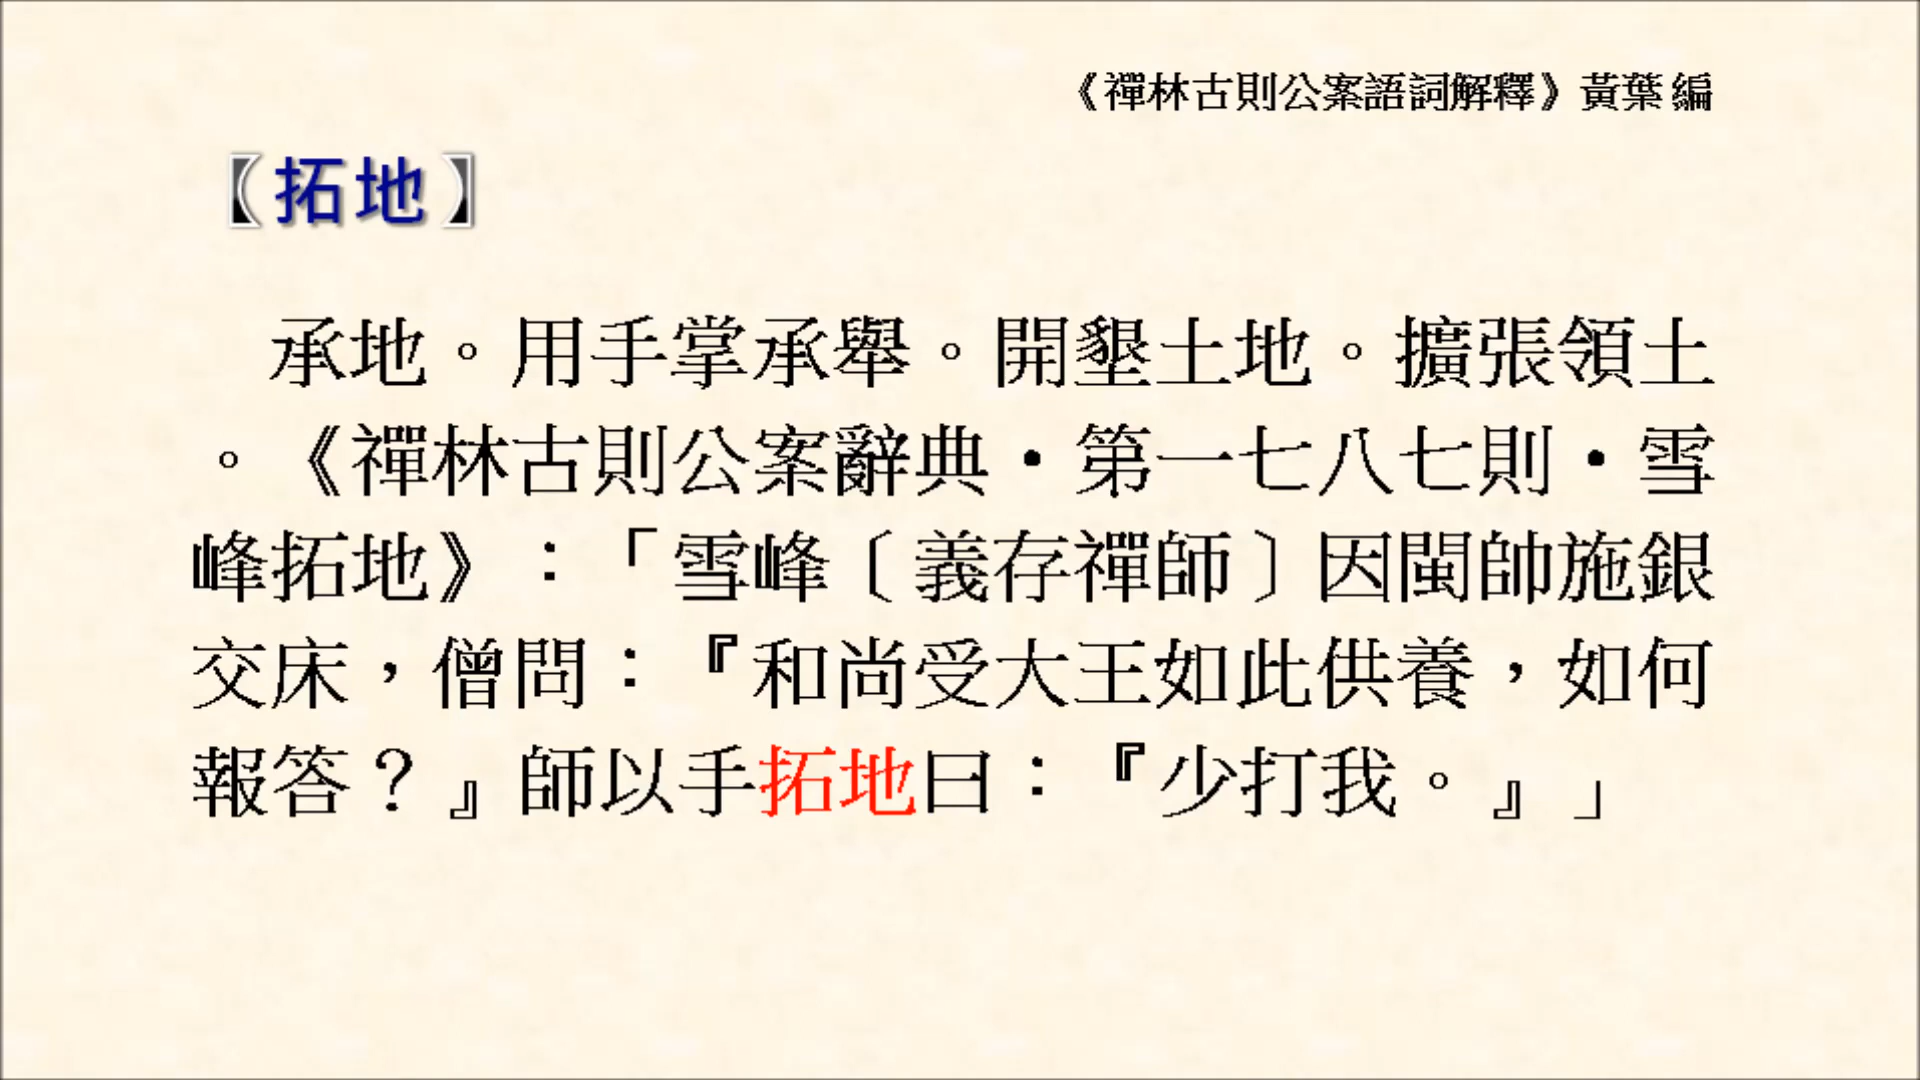 《禪林古則公案語詞解釋》黃葉 編
【拓地】
承地。用手掌承舉。開墾土地。擴張領土
。《禪林古則公案辭典•第一七八七則•雪
峰拓地》：「雪峰〔義存禪師〕因閩帥施銀
交床，僧問：『和尚受大王如此供養，如何
報答？』師以手拓地曰：『少打我。』」